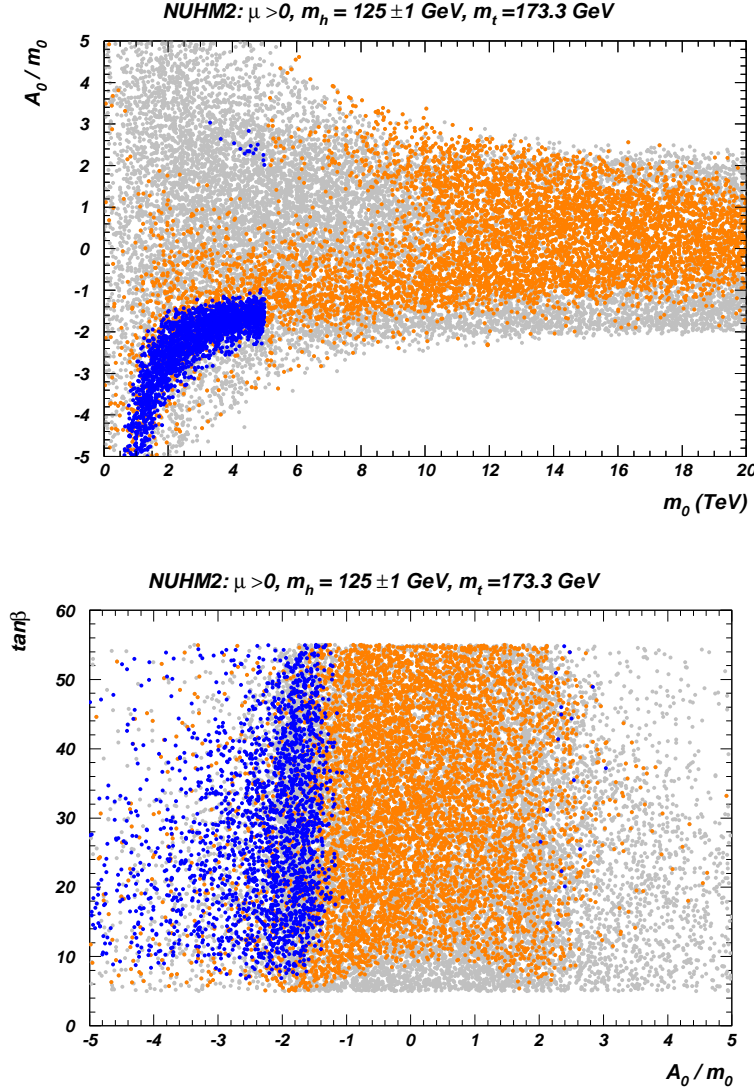 NUHM2: μ >0, m_h = 125 ±1 GeV, m_t =173.3 GeV
A_0 / m_0
5
4
3
2
1
0
-1
-2
-3
-4
-5
0 2 4 6 8 10 12 14 16 18 20
m_0 (TeV)
NUHM2: μ >0, m_h = 125 ±1 GeV, m_t =173.3 GeV
tanβ
60
50
40
30
20
10
0
-5 -4 -3 -2 -1 0 1 2 3 4 5
A_0 / m_0